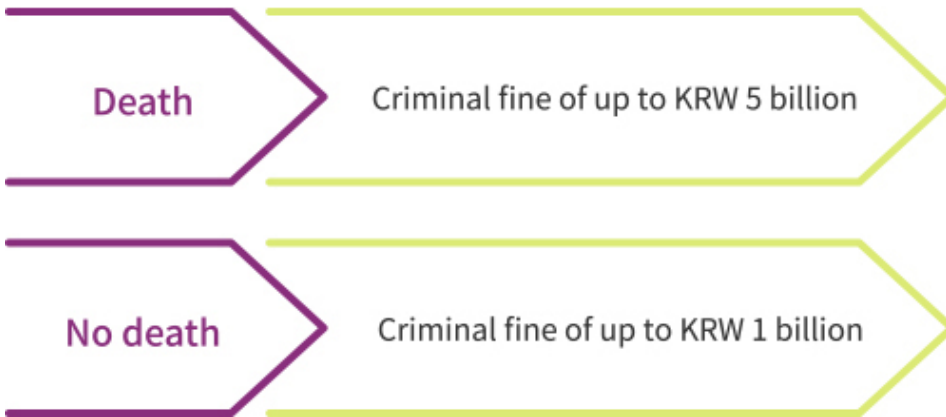 Death
Criminal fine of up to KRW 5 billion
No death
Criminal fine of up to KRW 1 billion